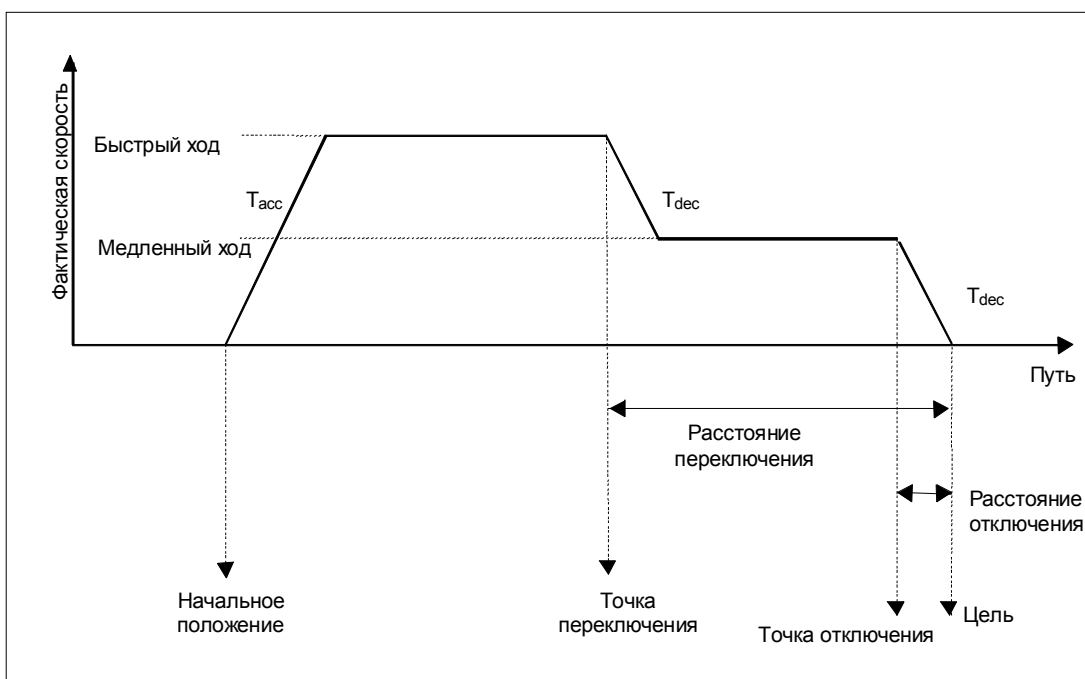 Фактическая скорость
Быстрый ход
Tacc
Tdec
Медленный ход
Tdec
Путь
Расстояние
переключения
Расстояние
отключения
Начальное
положение
Точка
переключения
Цель
Точка отключения